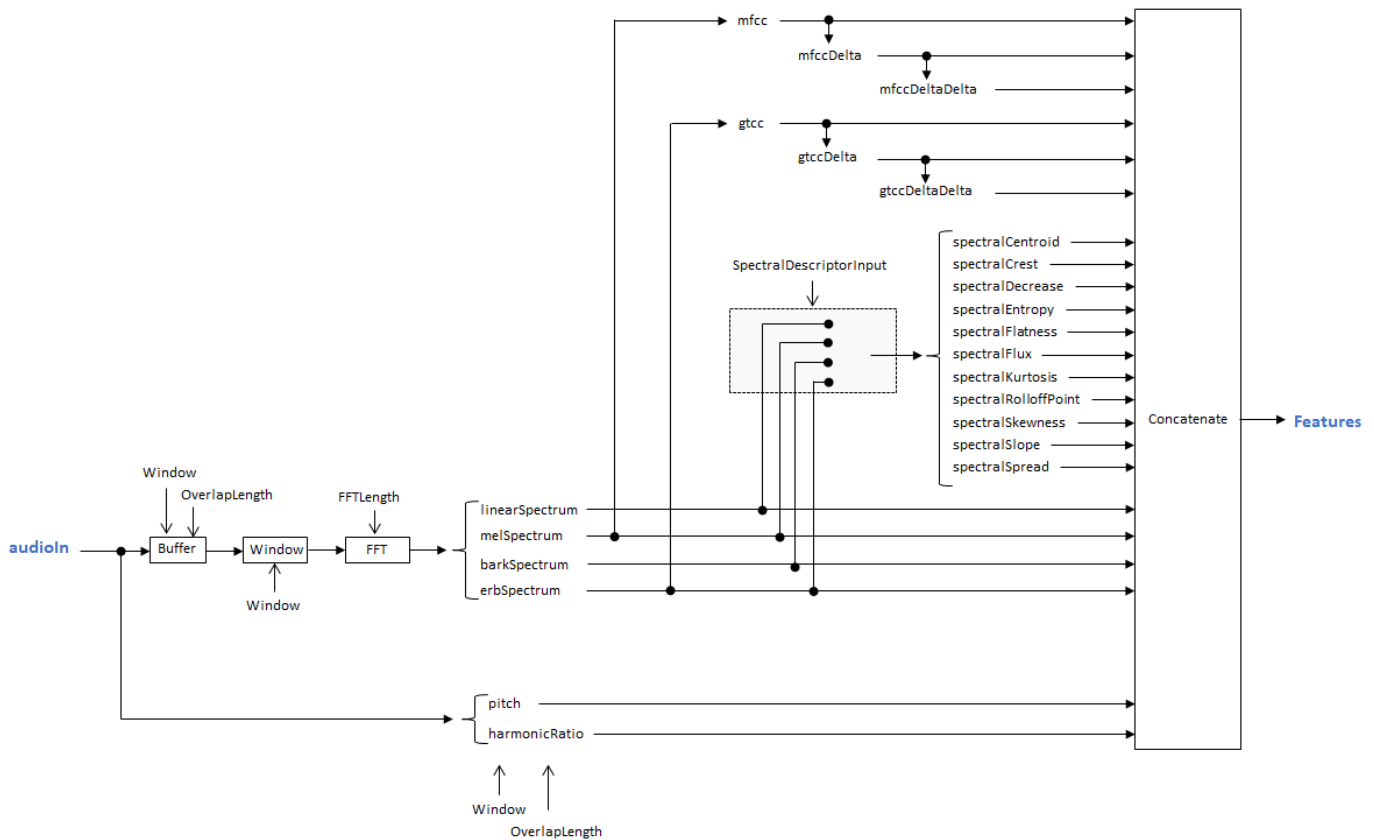 mfcc
mfccDelta
mfccDeltaDelta
gtcc
gtccDelta
gtccDeltaDelta
spectralCentroid
SpectralDescriptorInput
spectralCrest
spectralDecrease
spectralEntropy
spectralFlatness
spectralFlux
spectralKurtosis
spectralRolloffPoint
spectralSkewness
Concatenate
Features
spectralSlope
spectralSpread
Window
OverlapLength
FFTLength
linearSpectrum
melSpectrum
audioIn
Buffer
Window
FFT
barkSpectrum
erbSpectrum
Window
pitch
harmonicRatio
Window
OverlapLength